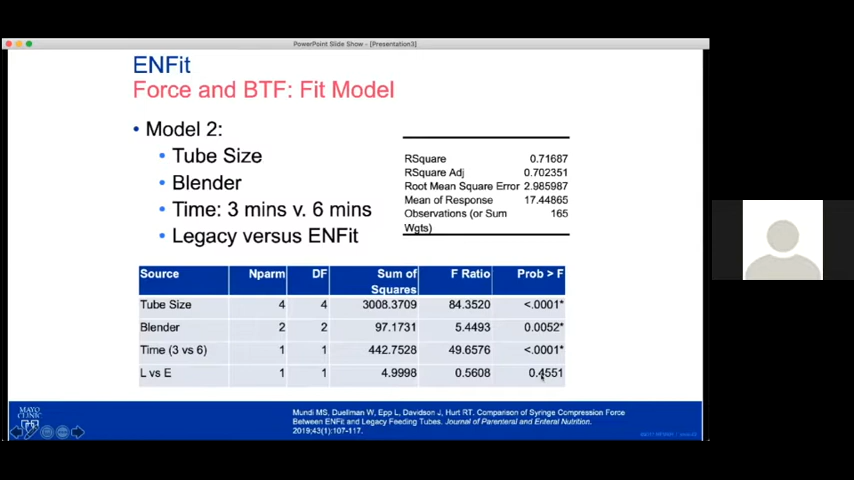 PowerPoint Slide Show - [Presentation3]
ENFit
Force and BTF: Fit Model
• Model 2:
• Tube Size
• Blender
• Time: 3 mins v. 6 mins
• Legacy versus ENFit
RSquare 0.71687
RSquare Adj 0.702351
Root Mean Square Error 2.985987
Mean of Response 17.44865
Observations (or Sum 165
Wgts)
Source Nparm DF Sum of Squares F Ratio Prob > F
Tube Size 4 4 3008.3709 84.3520 <.0001*
Blender 2 2 97.1731 5.4493 0.0052*
Time (3 vs 6) 1 1 442.7528 49.6576 <.0001*
L vs E 1 1 4.9998 0.5608 0.4551
MAYO
CLINIC
Mundi MS, Duellman W, Epp L, Davidson J, Hurt RT. Comparison of Syringe Compression Force
Between ENFit and Legacy Feeding Tubes. Journal of Parenteral and Enteral Nutrition.
2019;43(1):107-117.